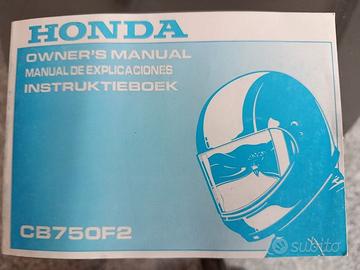 HONDA
OWNER'S MANUAL
MANUAL DE EXPLICACIONES
INSTRUKTIEBOEK
CB750F2
subito